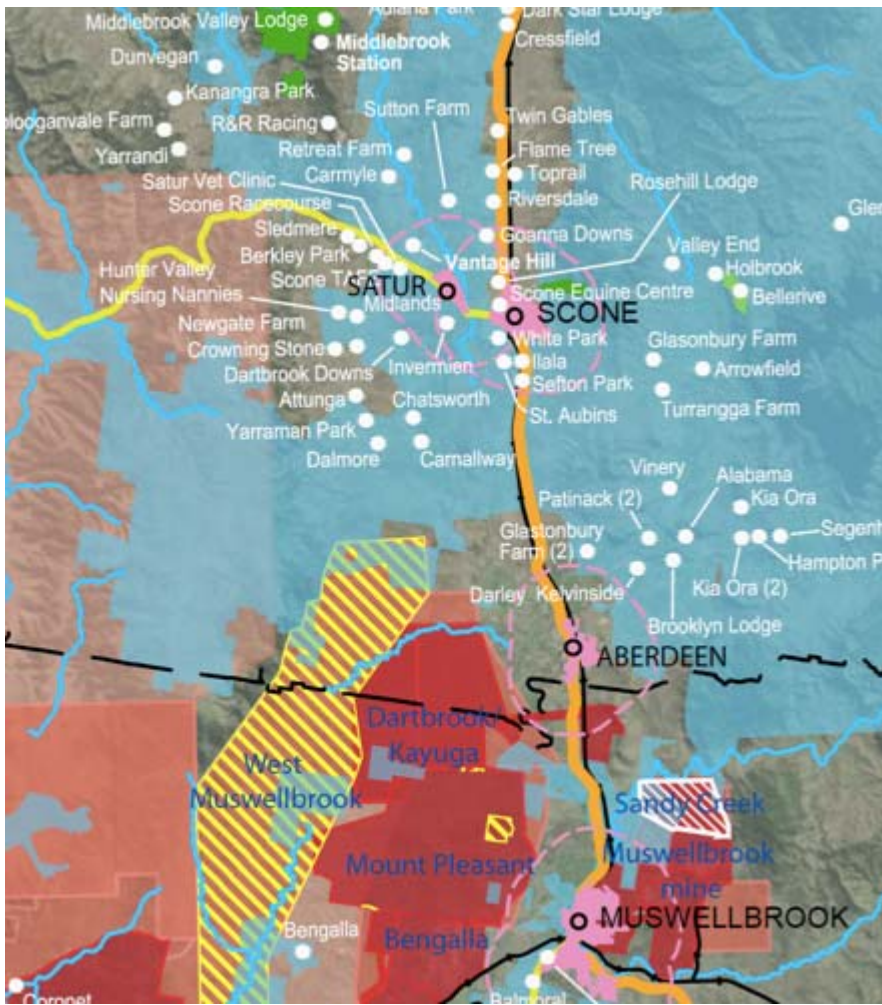 Middlebrook Valley Lodge
Dark Star Lodge
Cressfield
Middlebrook
Station
Dunvegan
Kanangra Park
Sutton Farm
Twin Gables
R&R Racing
Yarrandi
Retreat Farm
Flame Tree
Carmyle
Toprail
Rosehill Lodge
Satur Vet Clinic
Riversdale
Scone Racecourse
Sledmere
Goanna Downs
Berkley Park
Vantage Hill
Valley End
Holbrook
Scone
SATUR
Hunter Valley
Nursing Nannies
Midlands
Scone Equine Centre
Bellerive
SCONE
Newgate Farm
White Park
Glasonbury Farm
Crowning Stone
Invermien
Ilala
Arrowfield
Dartbrook Downs
Sefton Park
Attunga
Chatsworth
St. Aubins
Turrangga Farm
Yarraman Park
Dalmore
Carnallway
Vinery
Alabama
Patinack (2)
Kia Ora
Glastonbury
Farm (2)
Hampton
Kia Ora (2)
Darley Kelvinside
Brooklyn Lodge
ABERDEEN
Dartbrook/
Kayuga
West
Muswellbrook
Sandy Creek
Mount Pleasant
Muswellbrook
mine
MUSWELLBROOK
Bengalla
Bengalla
Balmoral
Coronet